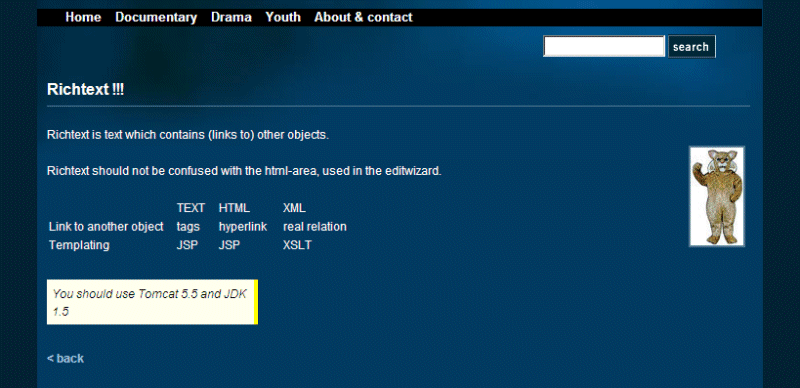 Home Documentary Drama Youth About & contact
search
Richtext !!!
Richtext is text which contains (links to) other objects.
Richtext should not be confused with the html-area, used in the editwizard.
TEXT HTML XML
Link to another object tags hyperlink real relation
Templating JSP JSP XSLT
You should use Tomcat 5.5 and JDK
1.5
< back